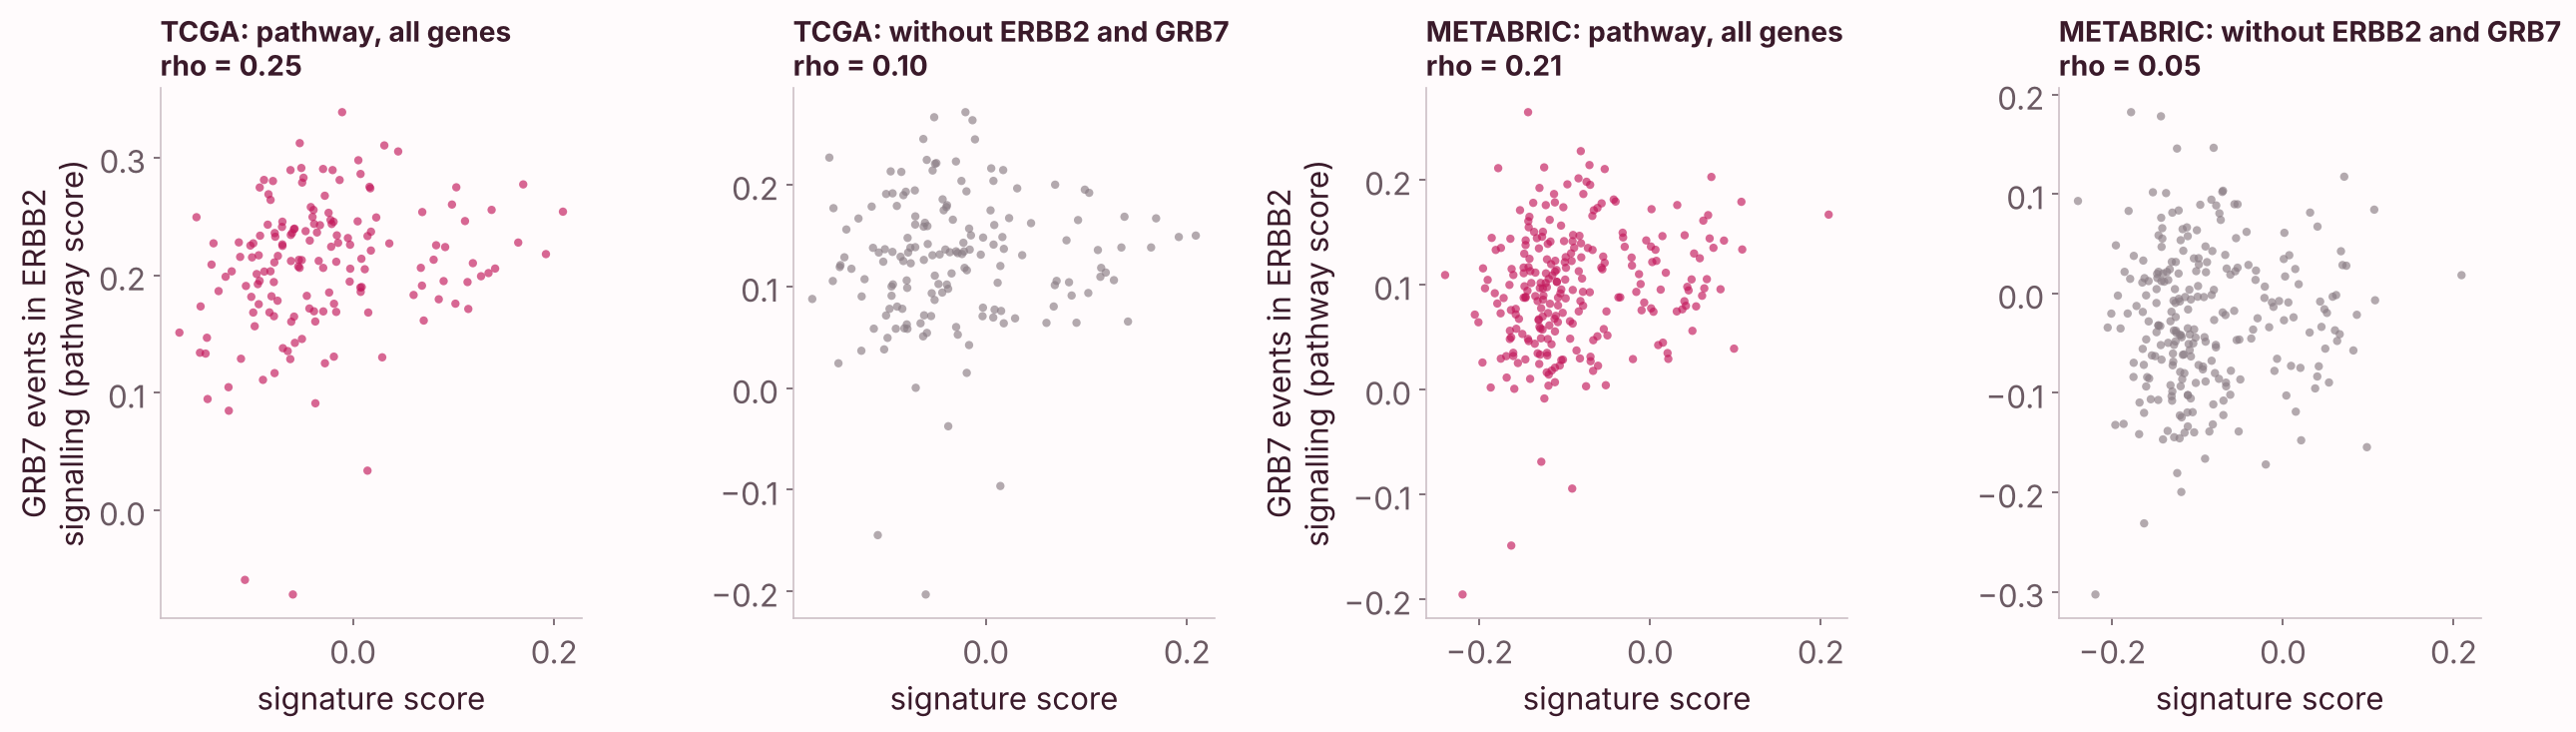 TCGA: pathway, all genes
rho = 0.25
GRB7 events in ERBB2
signalling (pathway score)
0.3
0.2
0.1
0.0
0.0
0.2
signature score
TCGA: without ERBB2 and GRB7
rho = 0.10
0.2
0.1
0.0
−0.1
−0.2
0.0
0.2
signature score
METABRIC: pathway, all genes
rho = 0.21
GRB7 events in ERBB2
signalling (pathway score)
0.2
0.1
0.0
−0.1
−0.2
−0.2
0.0
0.2
signature score
METABRIC: without ERBB2 and GRB7
rho = 0.05
0.2
0.1
0.0
−0.1
−0.2
−0.3
−0.2
0.0
0.2
signature score